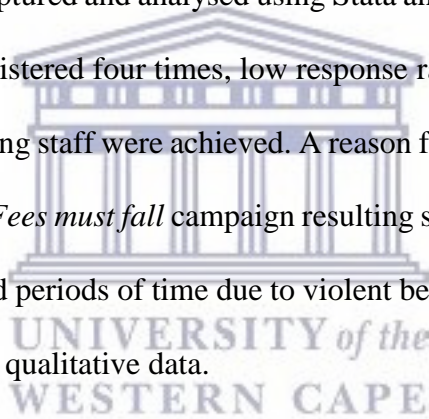 ptured and analysed using Stata an
istered four times, low response ra
ng staff were achieved. A reason f
Fees must fall campaign resulting s
d periods of time due to violent be
UNIVERSITY of the
qualitative data.
WESTERN CAPE